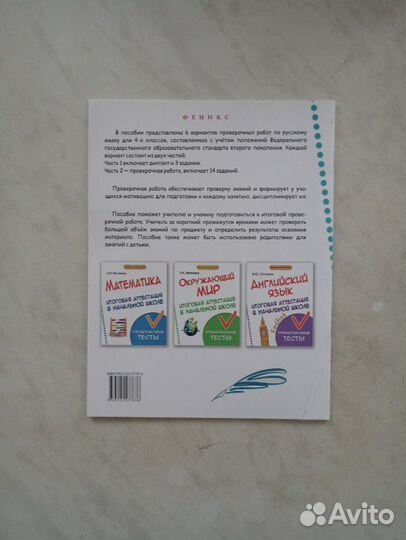 ФЕНИКС
В пособии представлены 6 вариантов проверочных работ по русскому
языку для 4-х классов, составленные с учётом положений Федерального
государственного образовательного стандарта второго поколения. Каждый
вариант состоит из двух частей.
Часть 1 включает диктант и 3 задания.
Часть 2 — проверочная работа, включает 14 заданий.
Проверочная работа обеспечивает проверку знаний и формирует у уча-
щихся мотивацию для подготовки к каждому занятию, дисциплинирует их.
Пособие поможет учителю и ученику подготовиться к итоговой прове-
рочной работе. Учитель за короткий промежуток времени может проверить
большой объём знаний по предмету и определить результаты освоения
материала. Пособие также может быть использовано родителями для
занятий с детьми.
МАТЕМАТИКА
ИТОГОВАЯ АТТЕСТАЦИЯ
В НАЧАЛЬНОЙ ШКОЛЕ
ТРЕНИРОВОЧНЫЕ
ТЕСТЫ
ОКРУЖАЮЩИЙ
МИР
ИТОГОВАЯ АТТЕСТАЦИЯ
В НАЧАЛЬНОЙ ШКОЛЕ
ТРЕНИРОВОЧНЫЕ
ТЕСТЫ
АНГЛИЙСКИЙ
ЯЗЫК
ИТОГОВАЯ АТТЕСТАЦИЯ
В НАЧАЛЬНОЙ ШКОЛЕ
ТРЕНИРОВОЧНЫЕ
ТЕСТЫ
Avito